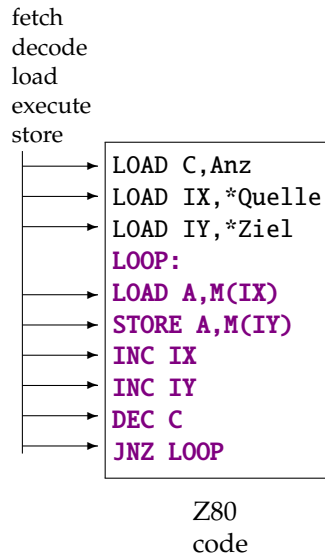 fetch
decode
load
execute
store
LOAD C,Anz
LOAD IX,*Quelle
LOAD IY,*Ziel
LOOP:
LOAD A,M(IX)
STORE A,M(IY)
INC IX
INC IY
DEC C
JNZ LOOP
Z80
code